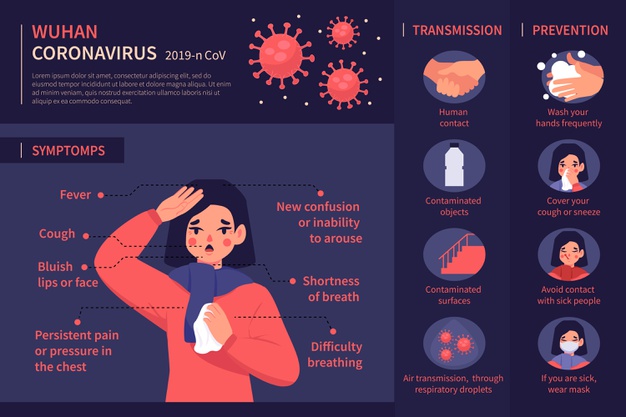 WUHAN
CORONAVIRUS 2019-n CoV
Lorem ipsum dolor sit amet, consectetur adipiscing elit, sed do
eiusmod tempor incididunt ut labore et dolore magna aliqua. Ut enim
ad minim veniam, quis nostrud exercitation ullamco laboris nisi ut
aliquip ex ea commodo consequat.
SYMPTOMPS
Fever
Cough
Bluish
lips or face
Persistent pain
or pressure in
the chest
New confusion
or inability
to arouse
Shortness
of breath
Difficulty
breathing
TRANSMISSION
Human
contact
Contaminated
objects
Contaminated
surfaces
Air transmission, through
respiratory droplets
PREVENTION
Wash your
hands frequently
Cover your
cough or sneeze
Avoid contact
with sick people
If you are sick,
wear mask